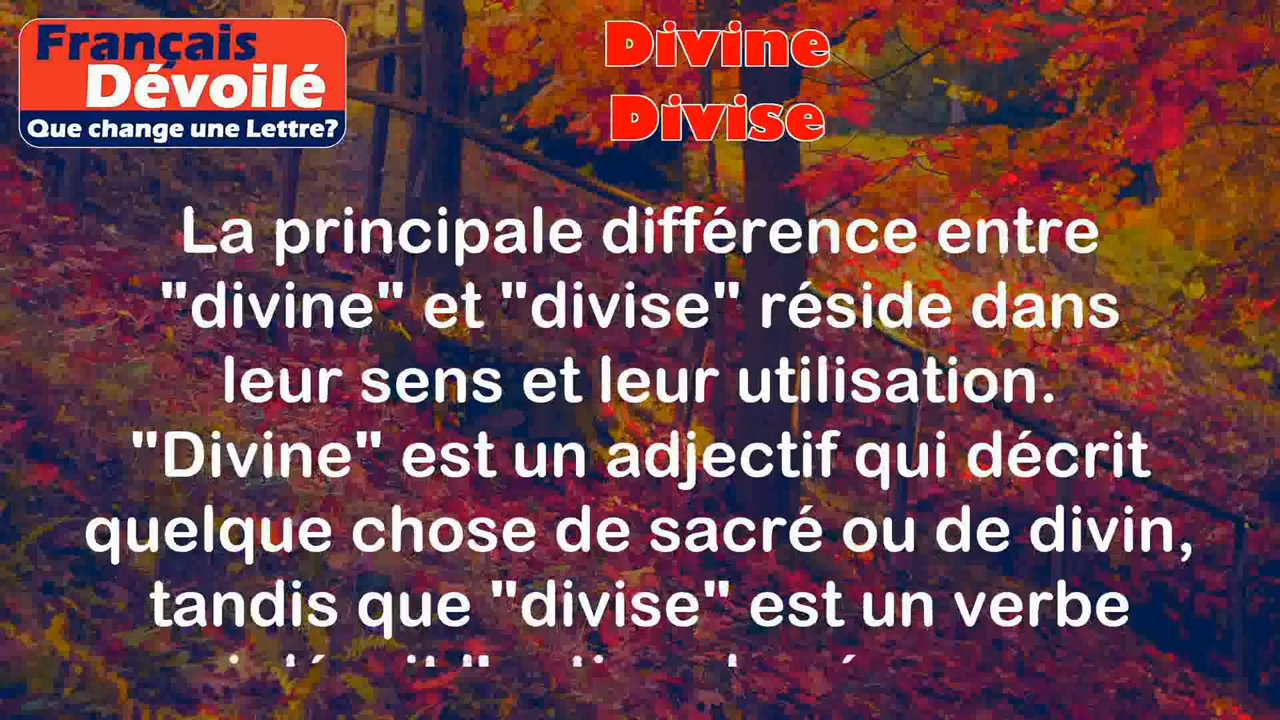 Français
Dévoilé
Que change une Lettre?
Divine
Divise
La principale différence entre
"divine" et "divise" réside dans
leur sens et leur utilisation.
"Divine" est un adjectif qui décrit
quelque chose de sacré ou de divin,
tandis que "divise" est un verbe